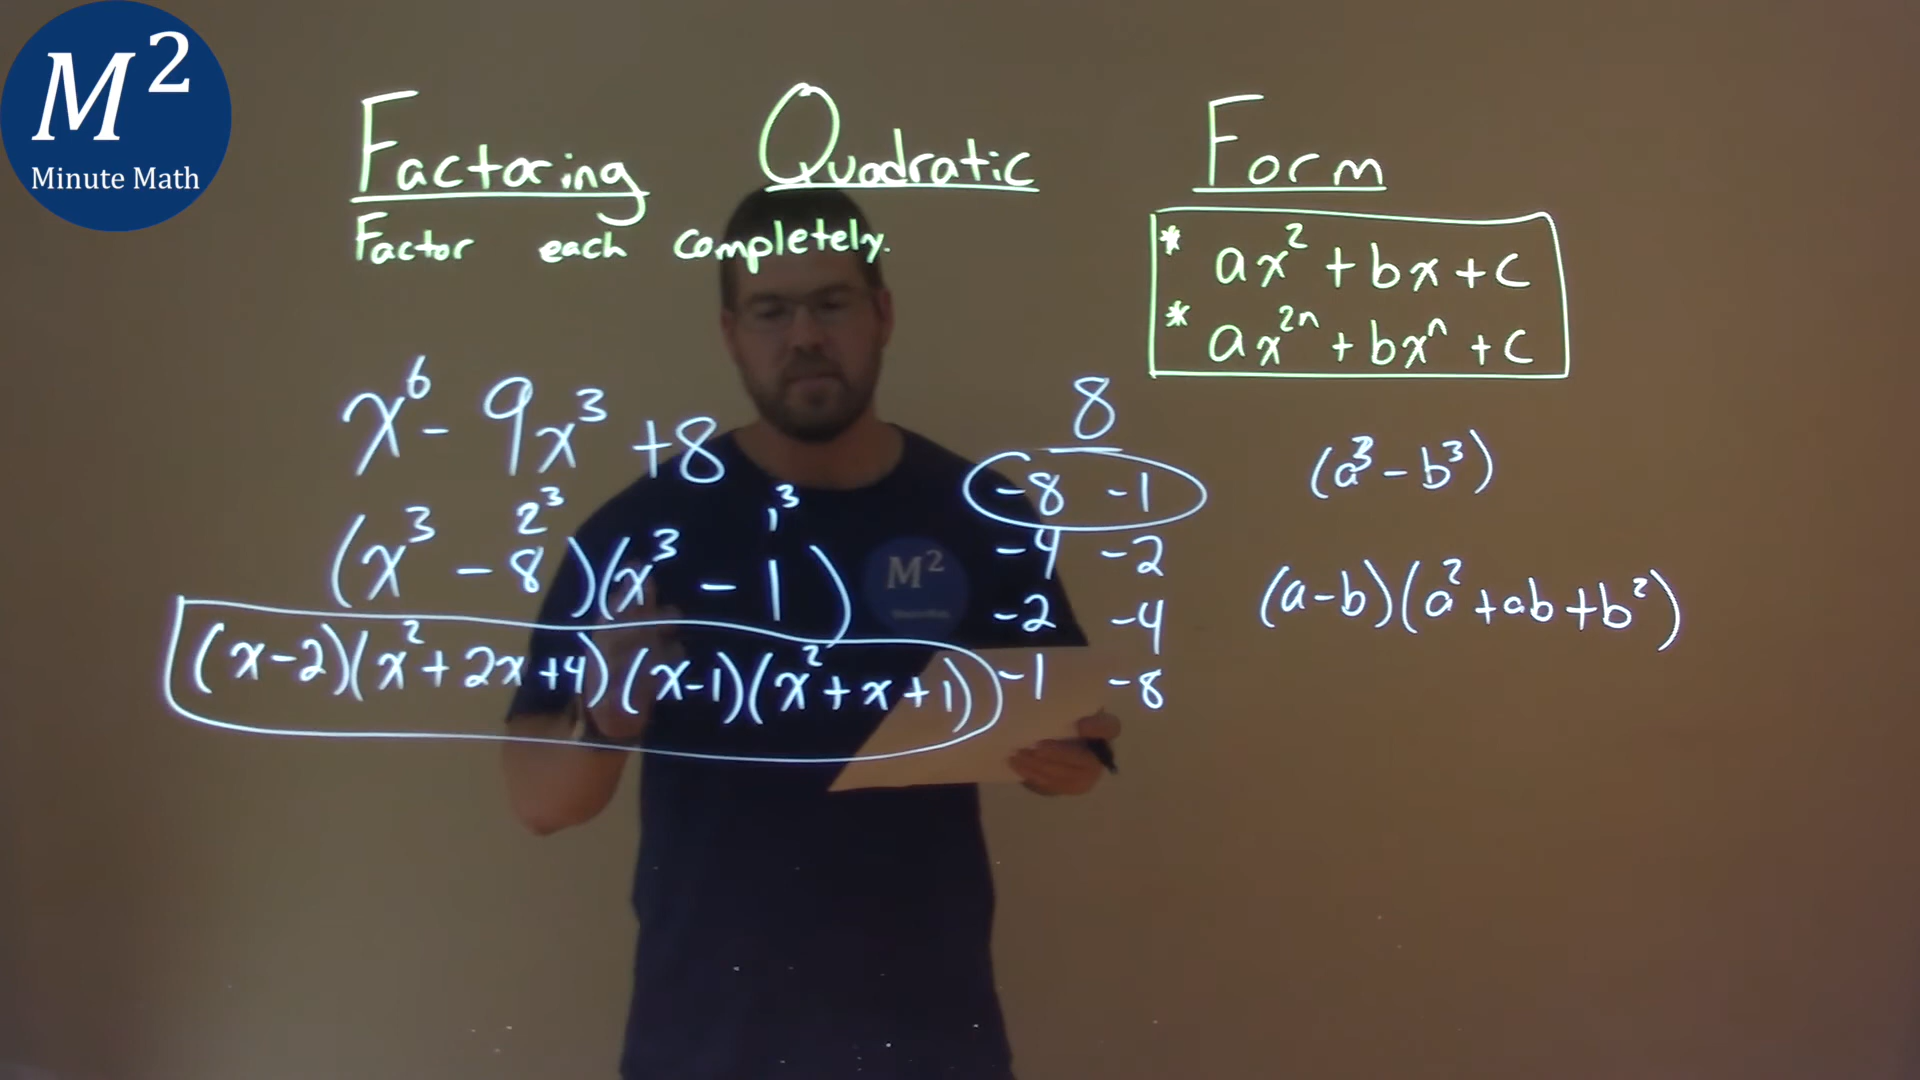 M²
Minute Math
Factoring Quadratic Form
Factor each completely.
* ax² + bx + c
* ax²ⁿ + bxⁿ + c
x⁶ - 9x³ + 8
2³ 1³
(x³ - 8)(x³ - 1)
(x-2)(x²+2x+4)(x-1)(x²+x+1)
8
-8 -1
-4 -2
-2 -4
-1 -8
(a³ - b³)
(a-b)(a²+ab+b²)
M²
Minute Math